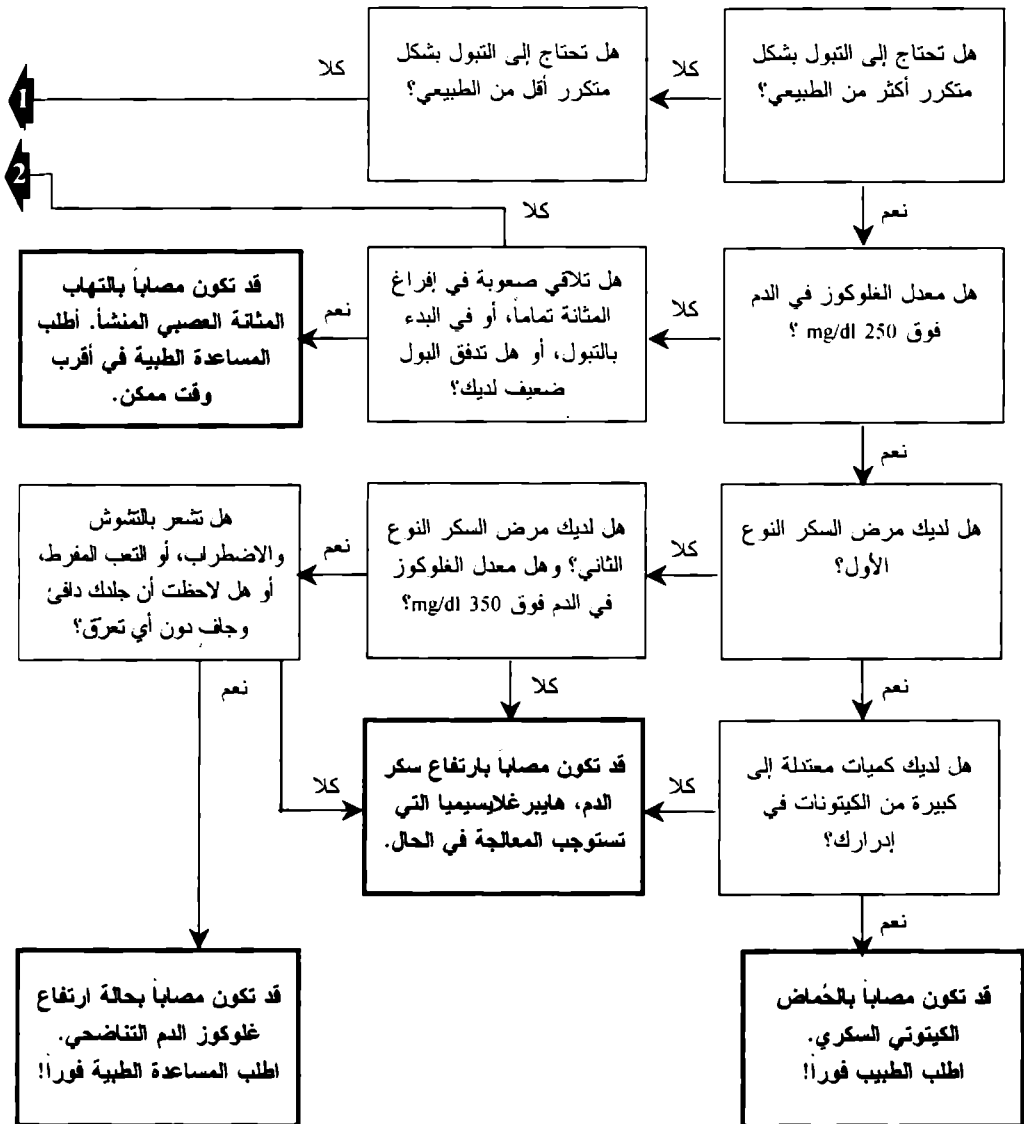 هل تحتاج إلى التبول بشكل
متكرر أكثر من الطبيعي؟
كلا
هل تحتاج إلى التبول بشكل
متكرر أقل من الطبيعي؟
كلا
1
2
نعم
كلا
هل معدل الغلوكوز في الدم
فوق 250 mg/dl ؟
كلا
هل تلاقي صعوبة في إفراغ
المثانة تماماً، أو في البدء
بالتبول، أو هل تدفق البول
ضعيف لديك؟
نعم
قد تكون مصاباً بالتهاب
المثانة العصبي المنشأ. أطلب
المساعدة الطبية في أقرب
وقت ممكن.
نعم
هل لديك مرض السكر النوع
الأول؟
كلا
هل لديك مرض السكر النوع
الثاني؟ وهل معدل الغلوكوز
في الدم فوق 350 mg/dl؟
نعم
هل تشعر بالتشوش
والاضطراب، أو التعب المفرط،
أو هل لاحظت أن جلدك دافئ
وجاف دون أي تعرّق؟
نعم
كلا
نعم
هل لديك كميات معتدلة إلى
كبيرة من الكيتونات في
إدرارك؟
كلا
قد تكون مصاباً بارتفاع سكر
الدم، هايبرغلايسيميا التي
تستوجب المعالجة في الحال.
كلا
نعم
قد تكون مصاباً بالحُماض
الكيتوتي السكري.
اطلب الطبيب فوراً!
قد تكون مصاباً بحالة ارتفاع
غلوكوز الدم التناضحي.
اطلب المساعدة الطبية فوراً!